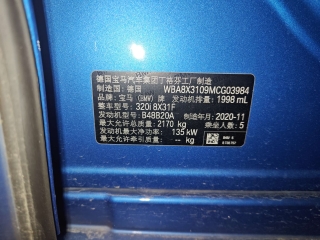 德国宝马汽车集团丁格芬工厂制造
制造国: 德国 WBA8X3109MCG03984
品牌: 宝马 (BMW) 牌 发动机排量: 1998 mL
整车型号: 320i 8X31F
发动机型号: B48B20A 制造年月: 2020-11
最大允许总质量: 2170 kg 乘坐人数: 5
发动机最大净功率: 135 kW
最大允许牵引质量: -- kg